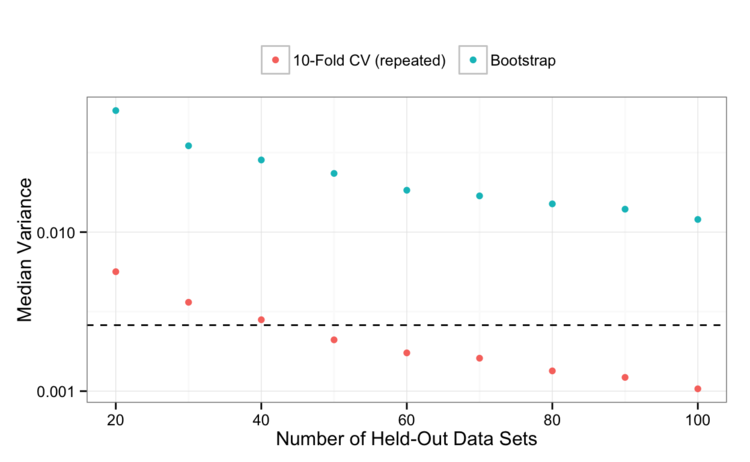 10-Fold CV (repeated) Bootstrap
Median Variance
0.010
0.001
20 40 60 80 100
Number of Held-Out Data Sets